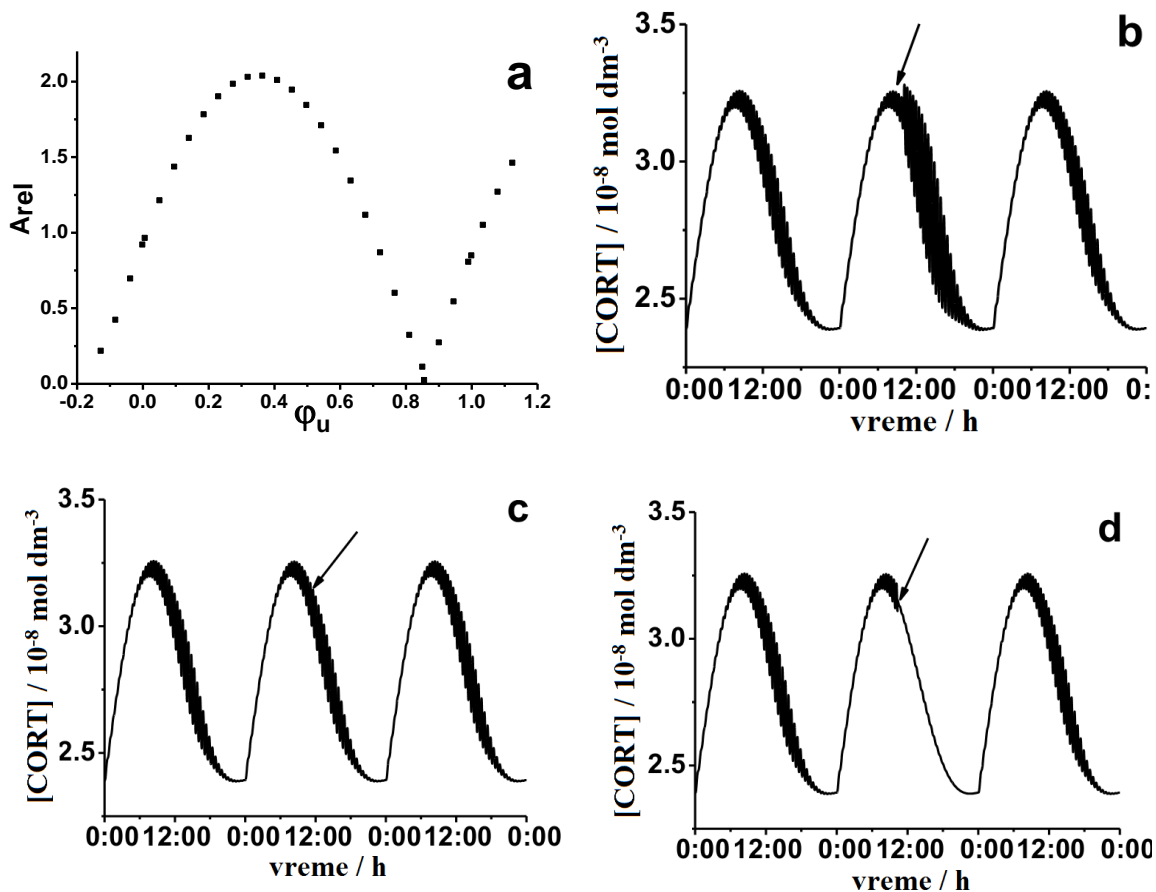 a
Arel
2.0
1.5
1.0
0.5
0.0
-0.2 0.0 0.2 0.4 0.6 0.8 1.0 1.2
φu
b
[CORT] / 10⁻⁸ mol dm⁻³
3.5
3.0
2.5
0:00 12:00 0:00 12:00 0:00 12:00 0:
vreme / h
c
[CORT] / 10⁻⁸ mol dm⁻³
3.5
3.0
2.5
0:00 12:00 0:00 12:00 0:00 12:00 0:00
vreme / h
d
[CORT] / 10⁻⁸ mol dm⁻³
3.5
3.0
2.5
0:00 12:00 0:00 12:00 0:00 12:00 0:00
vreme / h